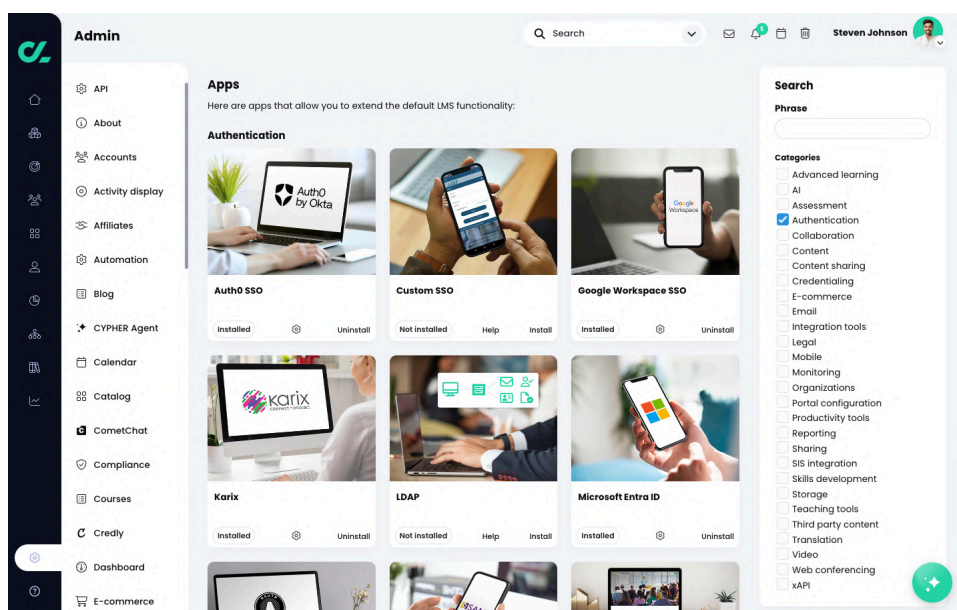 Admin
Search
5
Steven Johnson
API
About
Accounts
Activity display
Affiliates
Automation
Blog
CYPHER Agent
Calendar
Catalog
CometChat
Compliance
Courses
Credly
Dashboard
E-commerce
Apps
Here are apps that allow you to extend the default LMS functionality:
Authentication
Auth0
by Okta
Google
Workspace
Auth0 SSO
Custom SSO
Google Workspace SSO
Installed
Uninstall
Not installed
Help
Install
Installed
Uninstall
karix
connect • interact
Karix
LDAP
Microsoft Entra ID
Installed
Uninstall
Not installed
Help
Install
Installed
Uninstall
Search
Phrase
Categories
Advanced learning
AI
Assessment
Authentication
Collaboration
Content
Content sharing
Credentialing
E-commerce
Email
Integration tools
Legal
Mobile
Monitoring
Organizations
Portal configuration
Productivity tools
Reporting
Sharing
SIS integration
Skills development
Storage
Teaching tools
Third party content
Translation
Video
Web conferencing
xAPI